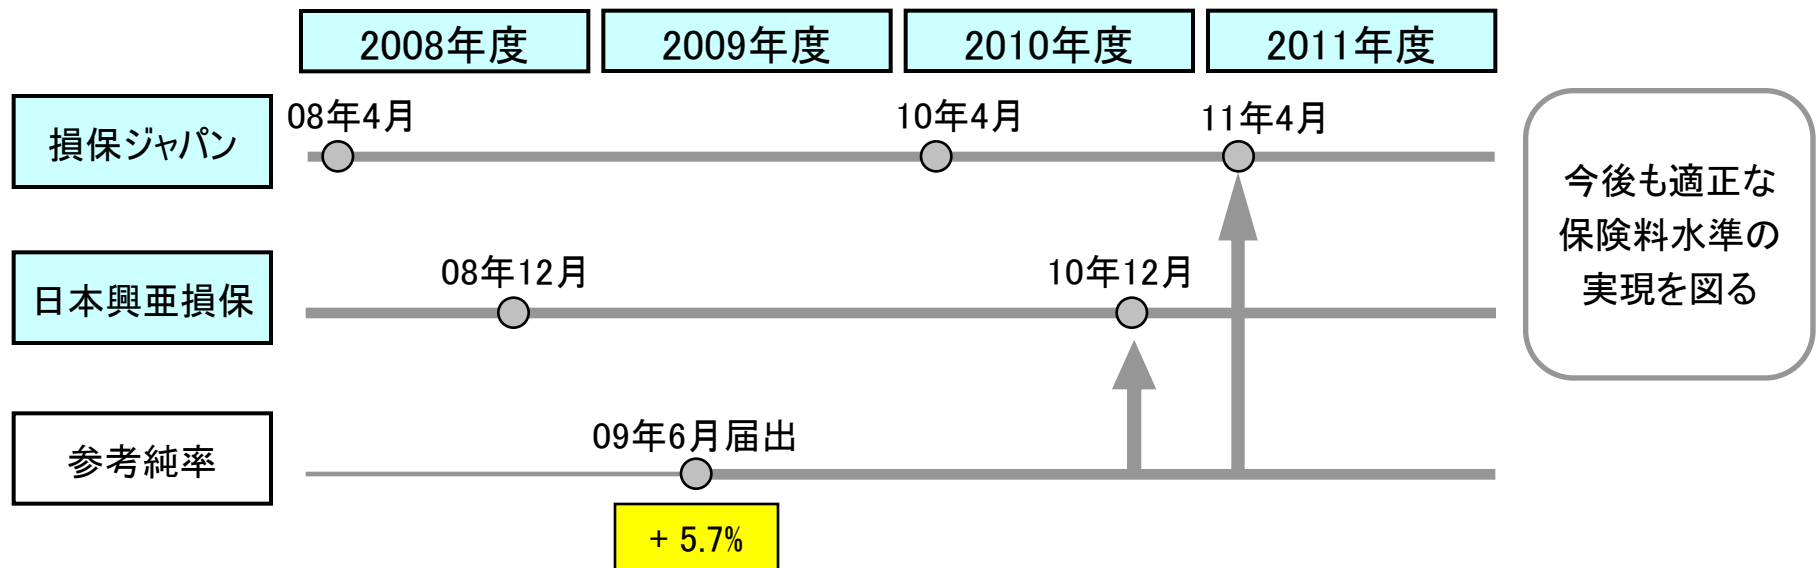 2008年度 2009年度 2010年度 2011年度
08年4月 10年4月 11年4月
損保ジャパン
08年12月 10年12月
日本興亜損保
09年6月届出
参考純率
+ 5.7%
今後も適正な
保険料水準の
実現を図る